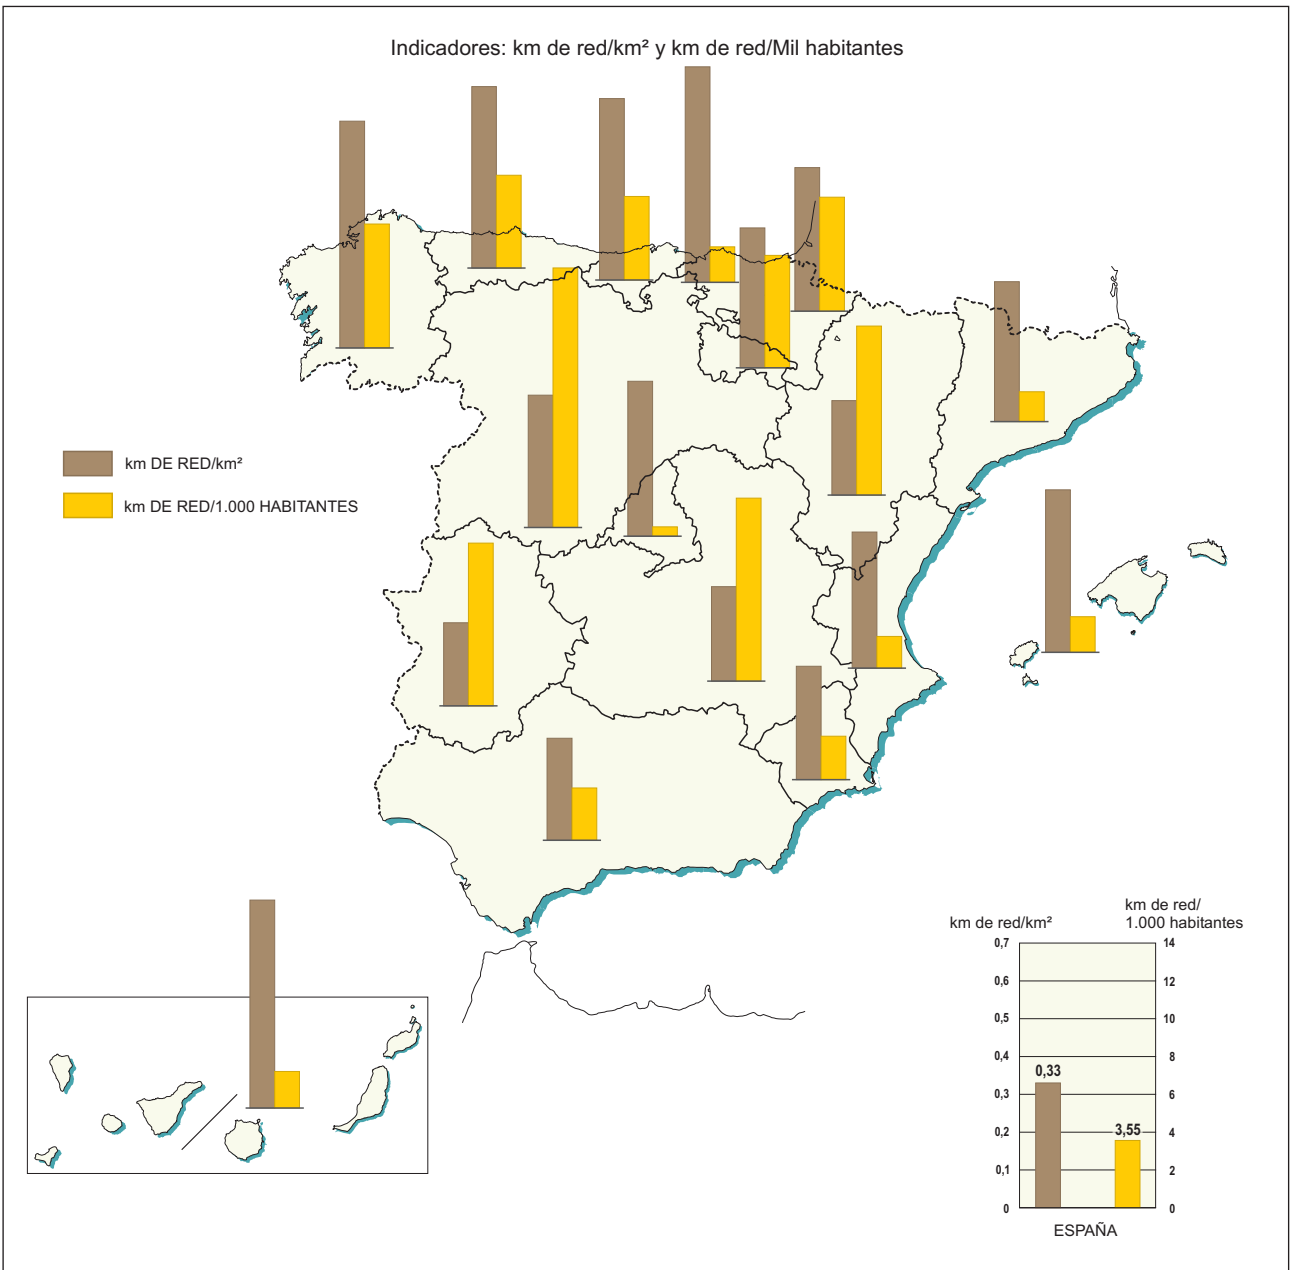 Indicadores: km de red/km² y km de red/Mil habitantes
km DE RED/km²
km DE RED/1.000 HABITANTES
km de red/km²
km de red/
1.000 habitantes
0,7
14
0,6
12
0,5
10
0,4
8
0,33
0,3
6
3,55
0,2
4
0,1
2
0
0
ESPAÑA